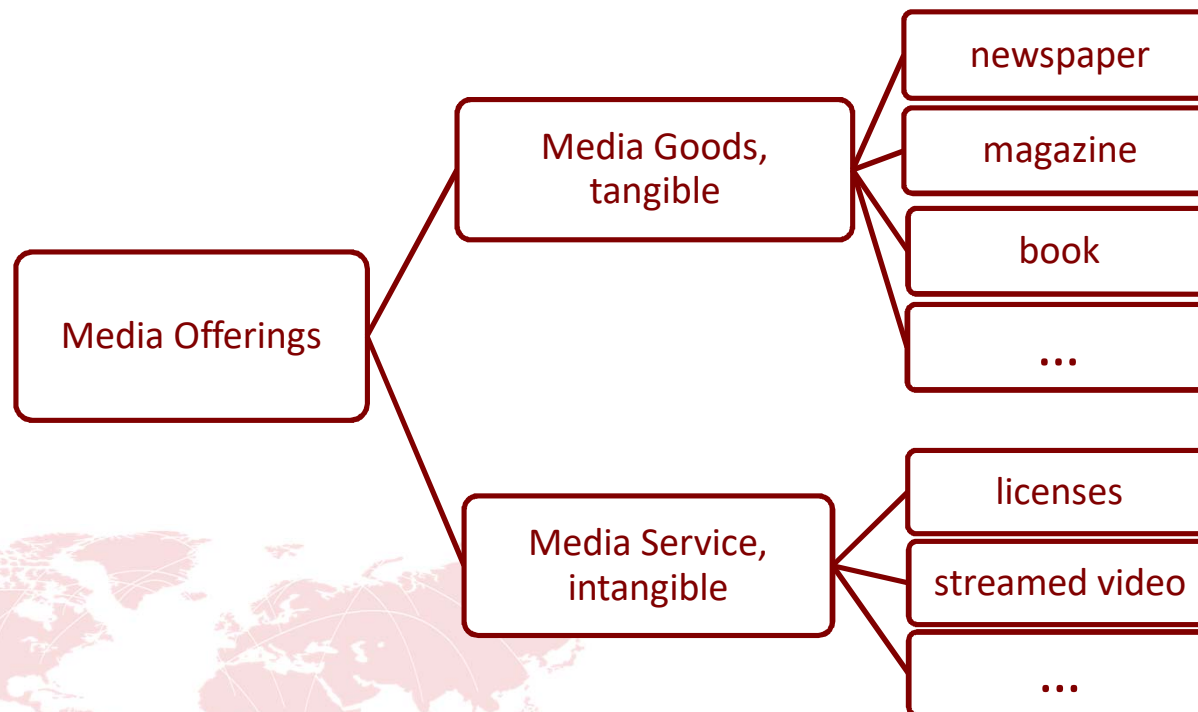 Media Offerings
Media Goods,
tangible
newspaper
magazine
book
...
Media Service,
intangible
licenses
streamed video
...